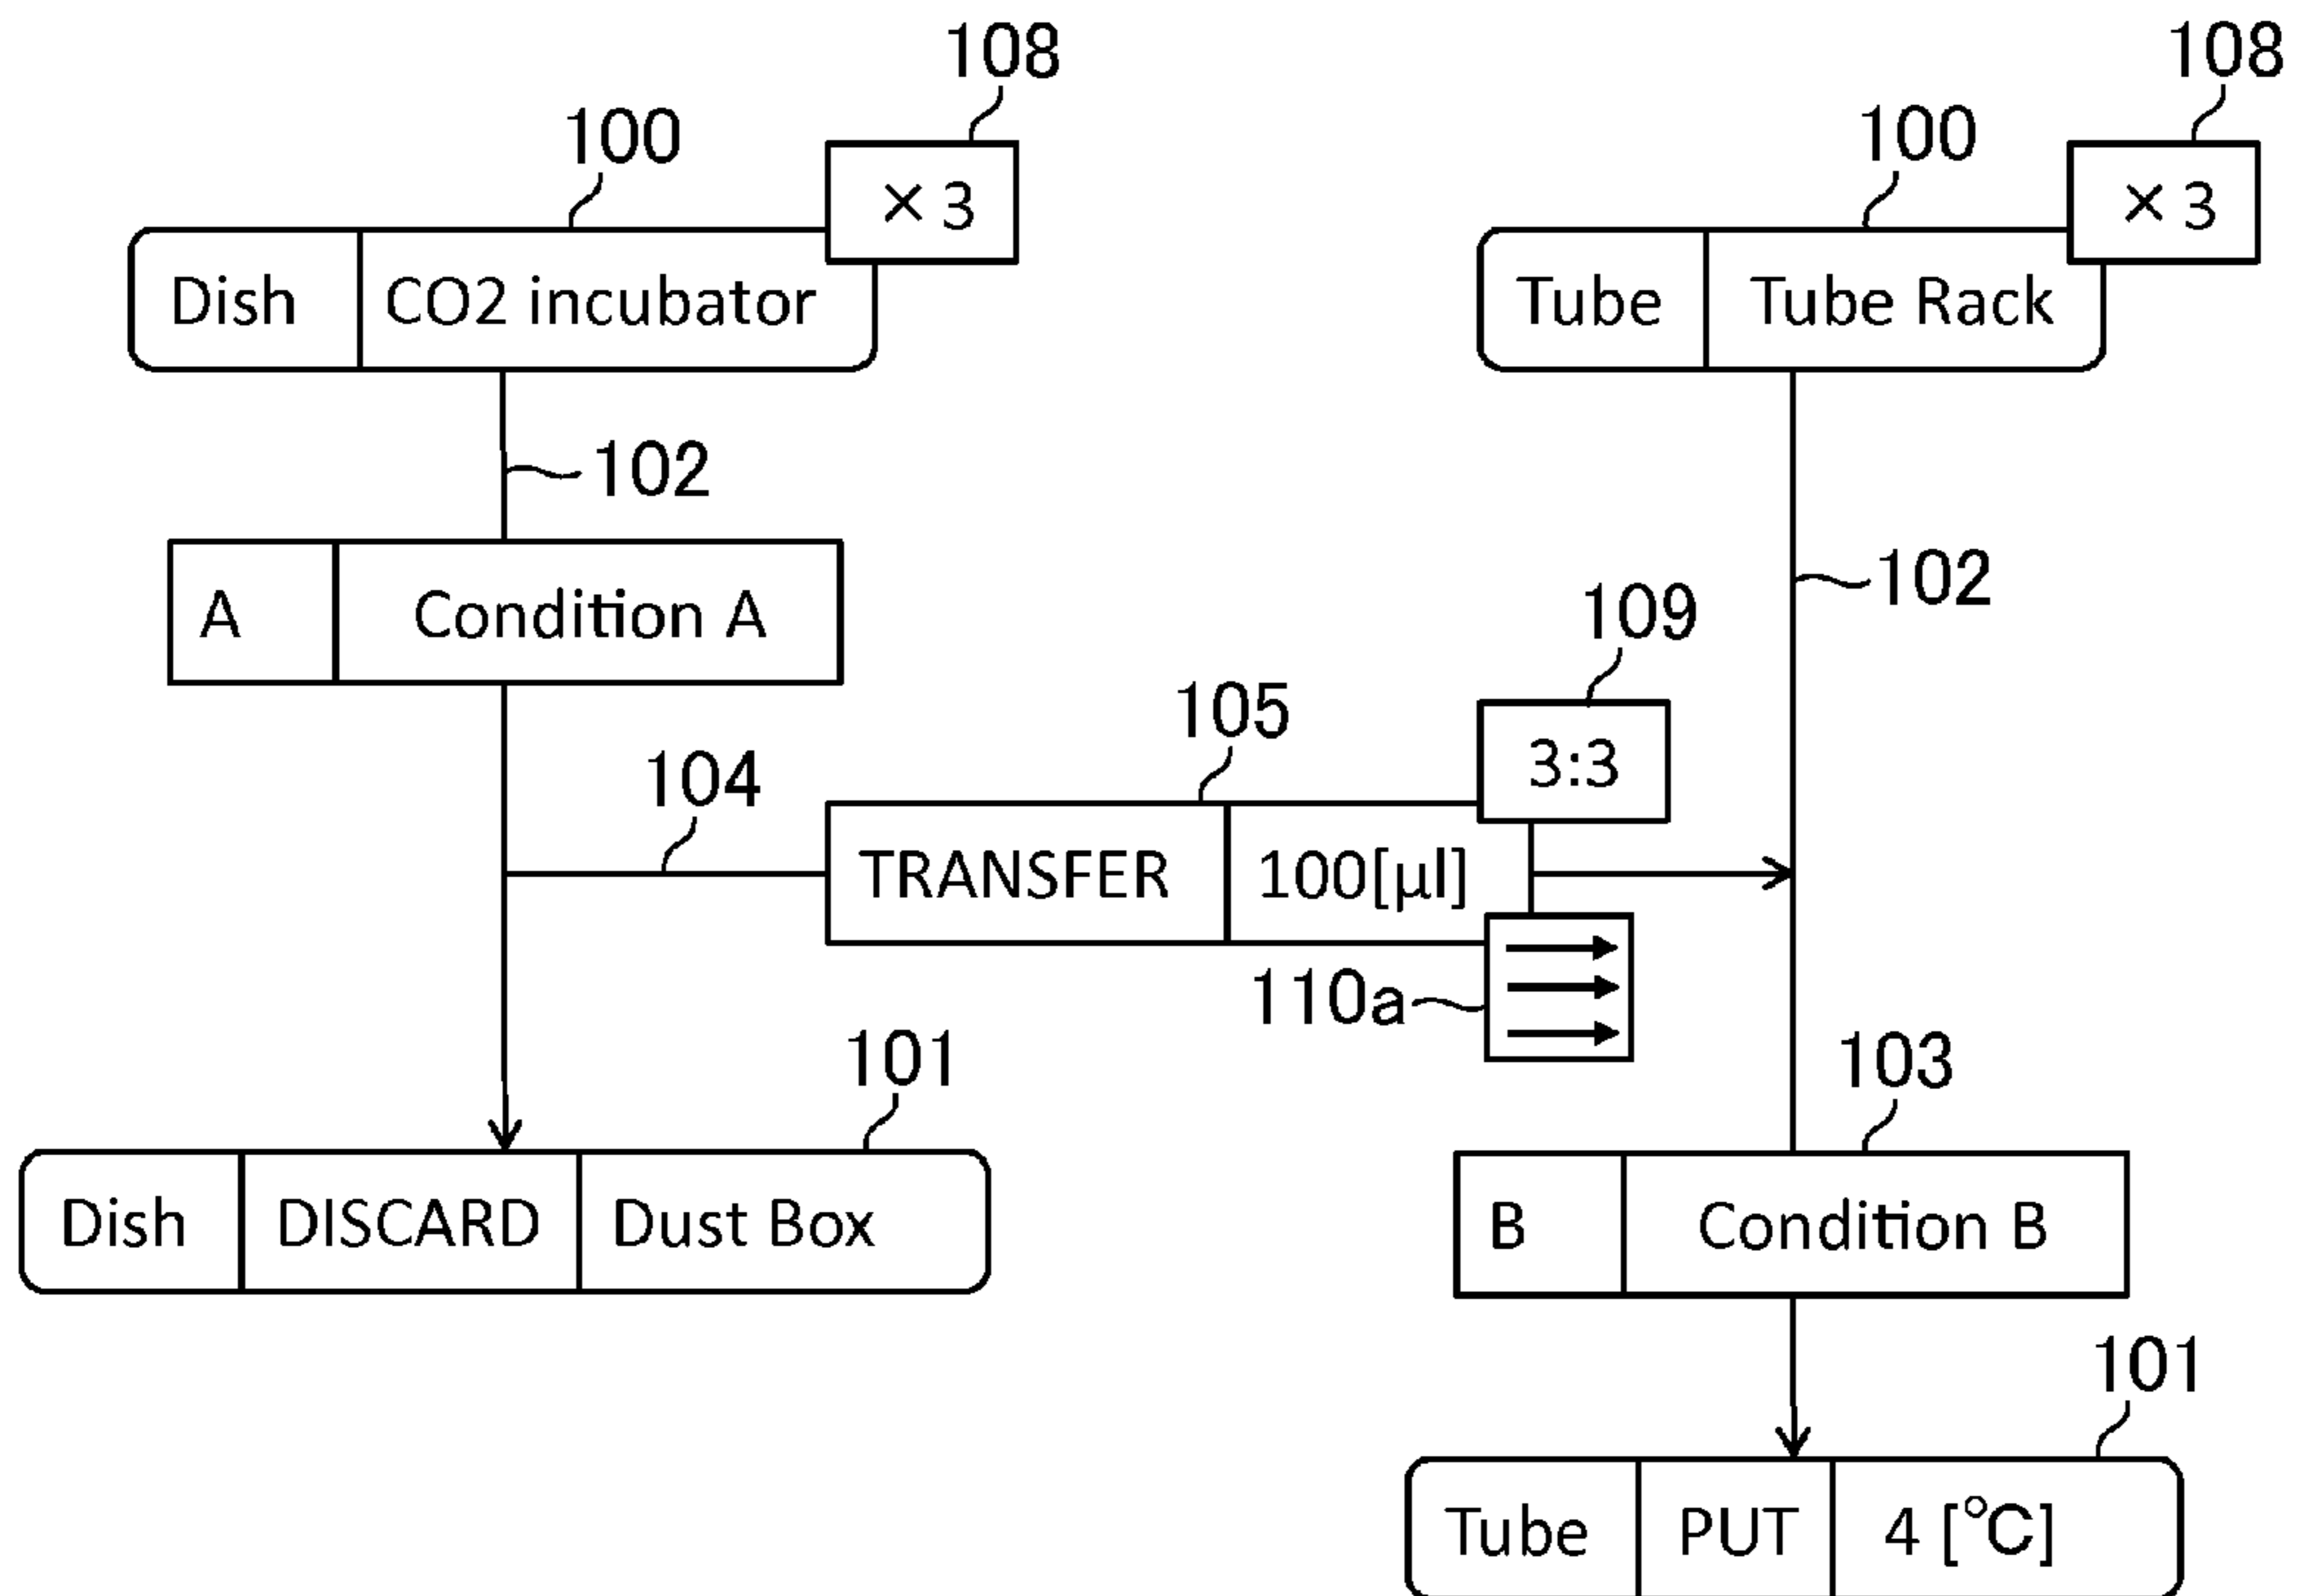 108
108
100
100
× 3
× 3
Dish CO2 incubator
Tube Tube Rack
102
102
A Condition A
109
105
3:3
104
TRANSFER 100[µl]
110a
101
103
Dish DISCARD Dust Box
B Condition B
101
Tube PUT 4 [℃]